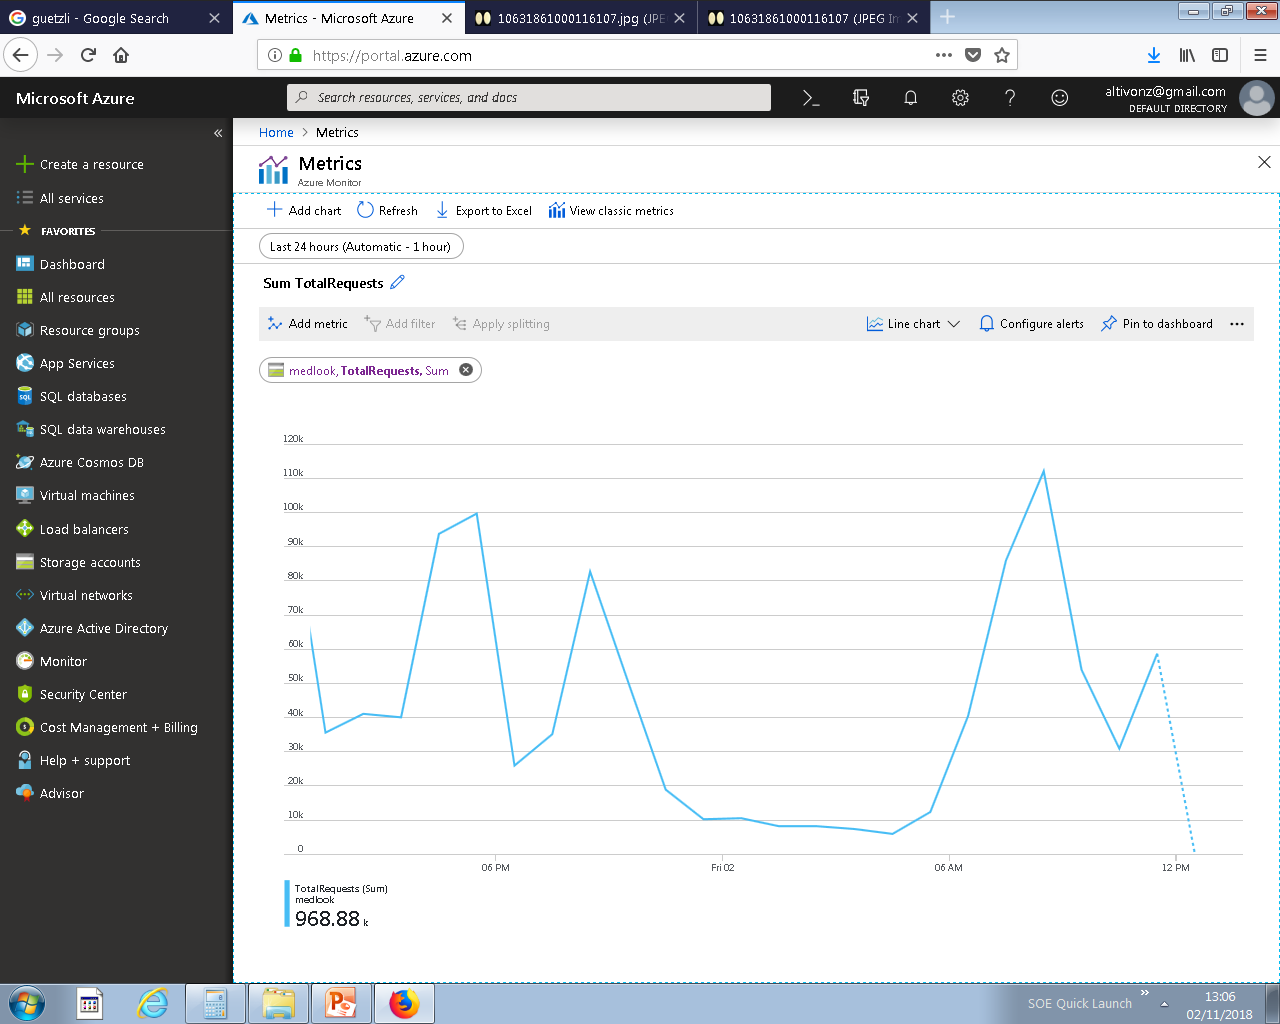 guetzli - Google Search
Metrics - Microsoft Azure
10631861000116107.jpg (JPE
10631861000116107 (JPEG Im
https://portal.azure.com
Microsoft Azure
Search resources, services, and docs
altivonz@gmail.com
DEFAULT DIRECTORY
Create a resource
All services
FAVORITES
Dashboard
All resources
Resource groups
App Services
SQL databases
SQL data warehouses
Azure Cosmos DB
Virtual machines
Load balancers
Storage accounts
Virtual networks
Azure Active Directory
Monitor
Security Center
Cost Management + Billing
Help + support
Advisor
Home > Metrics
Metrics
Azure Monitor
Add chart Refresh Export to Excel View classic metrics
Last 24 hours (Automatic - 1 hour)
Sum TotalRequests
Add metric Add filter Apply splitting Line chart Configure alerts Pin to dashboard
medlook, TotalRequests, Sum
120k
110k
100k
90k
80k
70k
60k
50k
40k
30k
20k
10k
0
06 PM Fri 02 06 AM 12 PM
TotalRequests (Sum)
medlook
968.88 k
SOE Quick Launch
13:06
02/11/2018